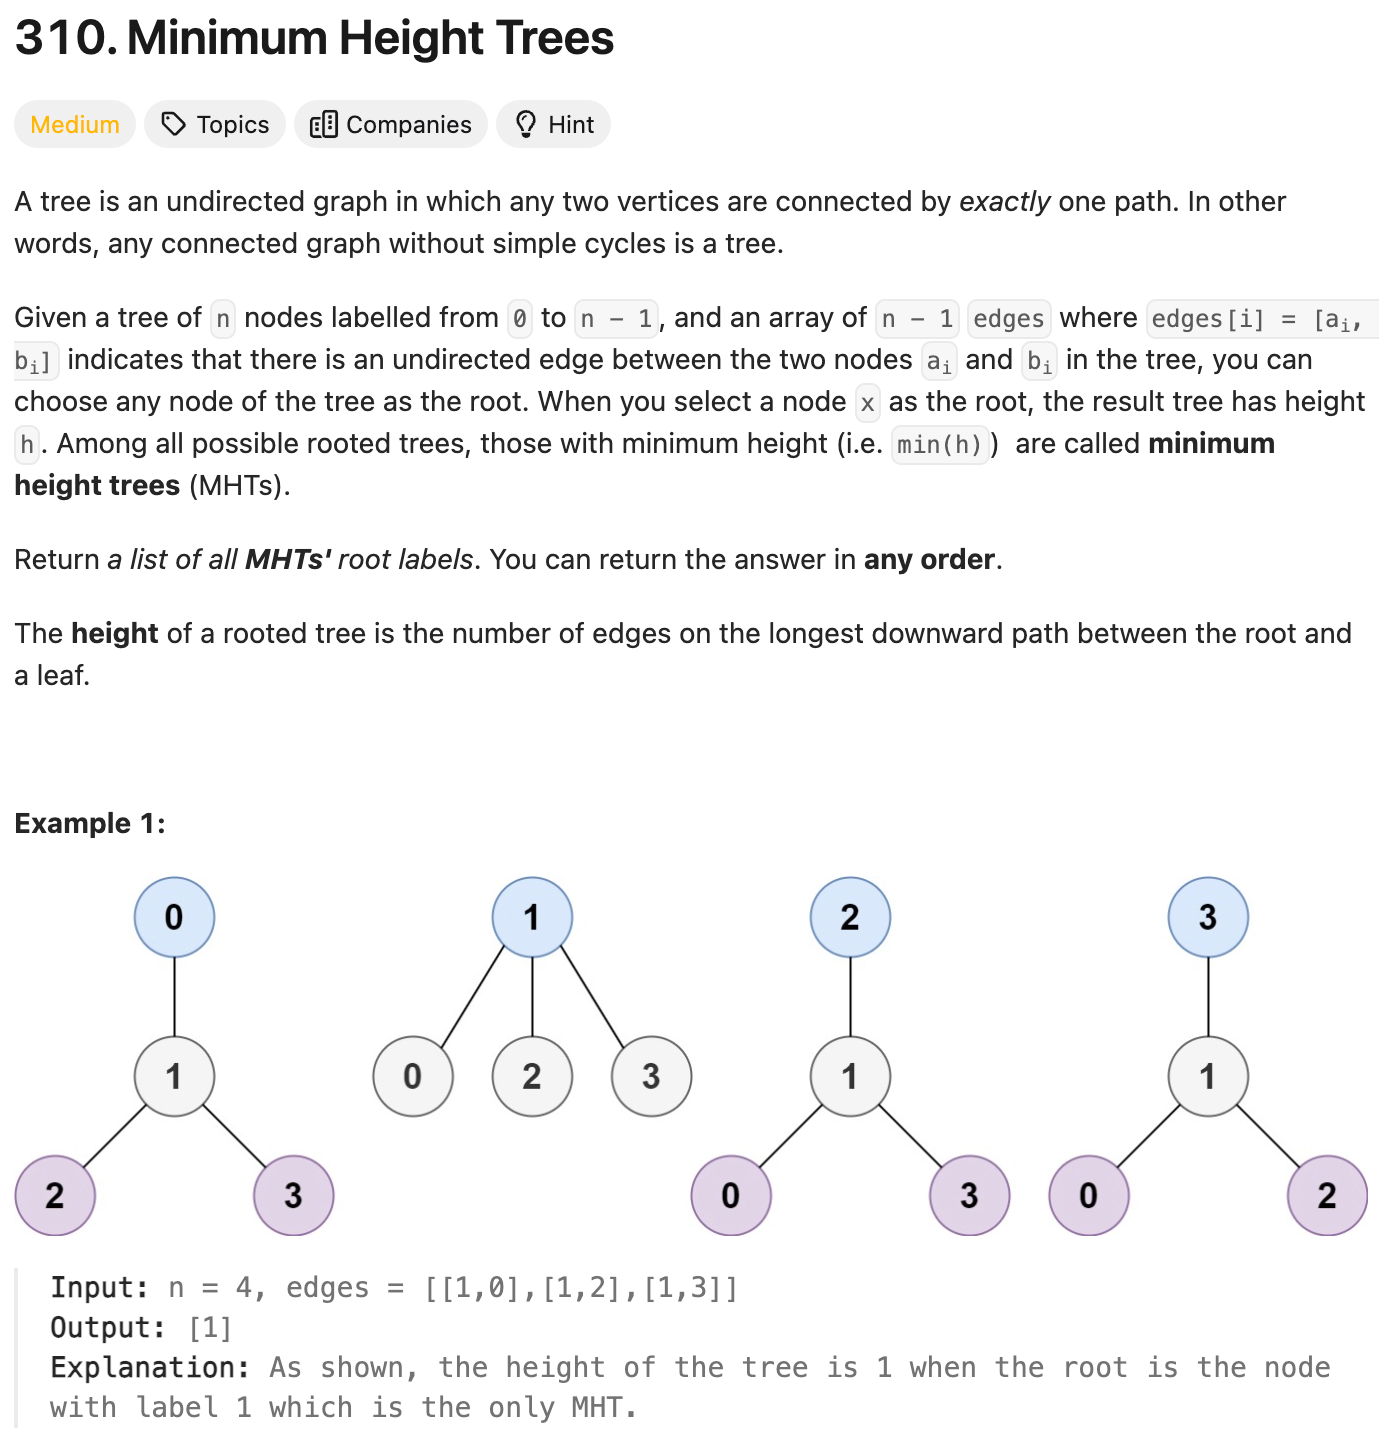 310. Minimum Height Trees
Medium Topics Companies Hint
A tree is an undirected graph in which any two vertices are connected by exactly one path. In other
words, any connected graph without simple cycles is a tree.
Given a tree of n nodes labelled from 0 to n - 1, and an array of n - 1 edges where edges[i] = [ai,
bi] indicates that there is an undirected edge between the two nodes ai and bi in the tree, you can
choose any node of the tree as the root. When you select a node x as the root, the result tree has height
h. Among all possible rooted trees, those with minimum height (i.e. min(h)) are called minimum
height trees (MHTs).
Return a list of all MHTs' root labels. You can return the answer in any order.
The height of a rooted tree is the number of edges on the longest downward path between the root and
a leaf.
Example 1:
0 1 2 3
1 0 2 3 1 1
2 3 0 3 0 2
Input: n = 4, edges = [[1,0],[1,2],[1,3]]
Output: [1]
Explanation: As shown, the height of the tree is 1 when the root is the node
with label 1 which is the only MHT.